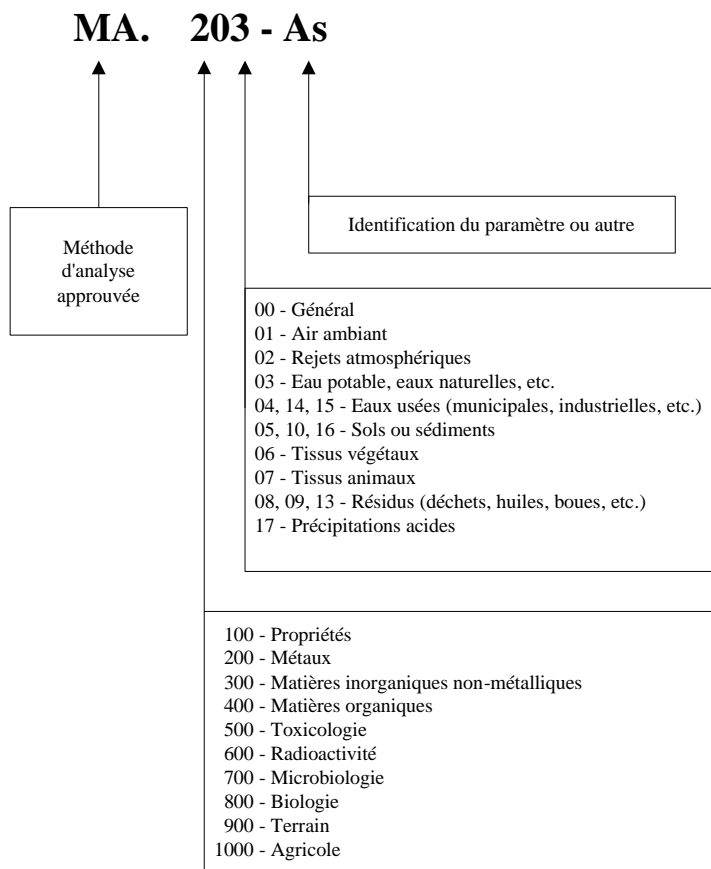 MA. 203 - As
Identification du paramètre ou autre
Méthode
d'analyse
approuvée
00 - Général
01 - Air ambiant
02 - Rejets atmosphériques
03 - Eau potable, eaux naturelles, etc.
04, 14, 15 - Eaux usées (municipales, industrielles, etc.)
05, 10, 16 - Sols ou sédiments
06 - Tissus végétaux
07 - Tissus animaux
08, 09, 13 - Résidus (déchets, huiles, boues, etc.)
17 - Précipitations acides
100 - Propriétés
200 - Métaux
300 - Matières inorganiques non-métalliques
400 - Matières organiques
500 - Toxicologie
600 - Radioactivité
700 - Microbiologie
800 - Biologie
900 - Terrain
1000 - Agricole